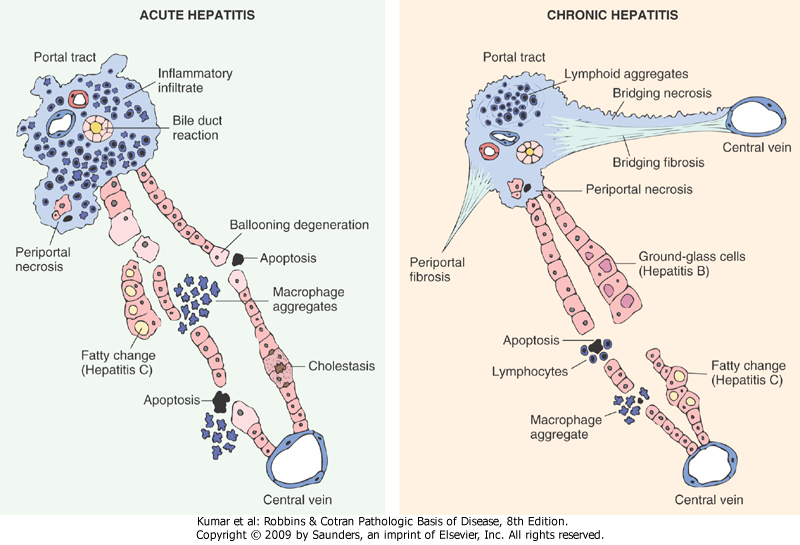 ACUTE HEPATITIS
Portal tract
Inflammatory
infiltrate
Bile duct
reaction
Ballooning degeneration
Periportal
necrosis
Apoptosis
Macrophage
aggregates
Fatty change
(Hepatitis C)
Cholestasis
Apoptosis
Central vein
CHRONIC HEPATITIS
Portal tract
Lymphoid aggregates
Bridging necrosis
Central vein
Bridging fibrosis
Periportal necrosis
Periportal
fibrosis
Ground-glass cells
(Hepatitis B)
Apoptosis
Lymphocytes
Fatty change
(Hepatitis C)
Macrophage
aggregate
Central vein
Kumar et al: Robbins & Cotran Pathologic Basis of Disease, 8th Edition.
Copyright © 2009 by Saunders, an imprint of Elsevier, Inc. All rights reserved.